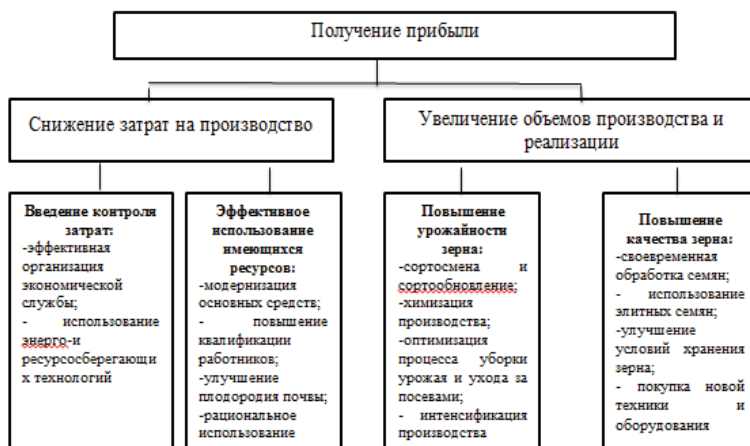 Получение прибыли
Снижение затрат на производство
Увеличение объемов производства и
реализации
Введение контроля
затрат:
-эффективная
организация
экономической
службы;
- использование
энерго-и
ресурсосберегающи
х технологий
Эффективное
использование
имеющихся
ресурсов:
-модернизация
основных средств;
- повышение
квалификации
работников;
-улучшение
плодородия почвы;
-рациональное
использование
Повышение
урожайности
зерна:
-сортосмена и
сортообновление;
-химизация
производства;
-оптимизация
процесса уборки
урожая и ухода за
посевами;
- интенсификация
производства
Повышение
качества зерна:
-своевременная
обработка семян;
- использование
элитных семян;
-улучшение
условий хранения
зерна;
- покупка новой
техники и
оборудования